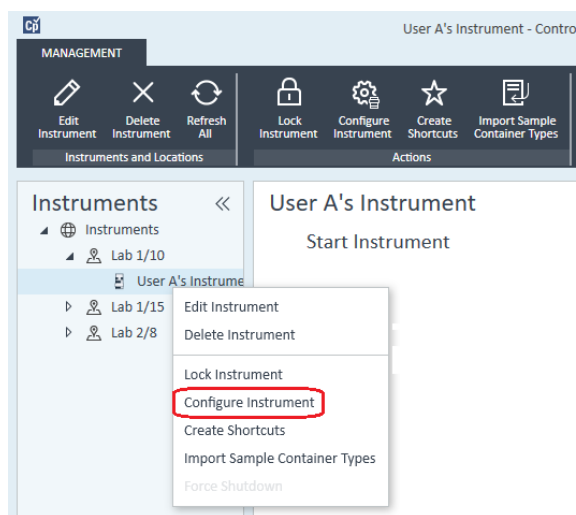 Cp
User A's Instrument - Contro
MANAGEMENT
Edit Instrument
Delete Instrument
Refresh All
Lock Instrument
Configure Instrument
Create Shortcuts
Import Sample Container Types
Instruments and Locations
Actions
Instruments
User A's Instrument
Instruments
Start Instrument
Lab 1/10
User A's Instrume
Lab 1/15
Lab 2/8
Edit Instrument
Delete Instrument
Lock Instrument
Configure Instrument
Create Shortcuts
Import Sample Container Types
Force Shutdown